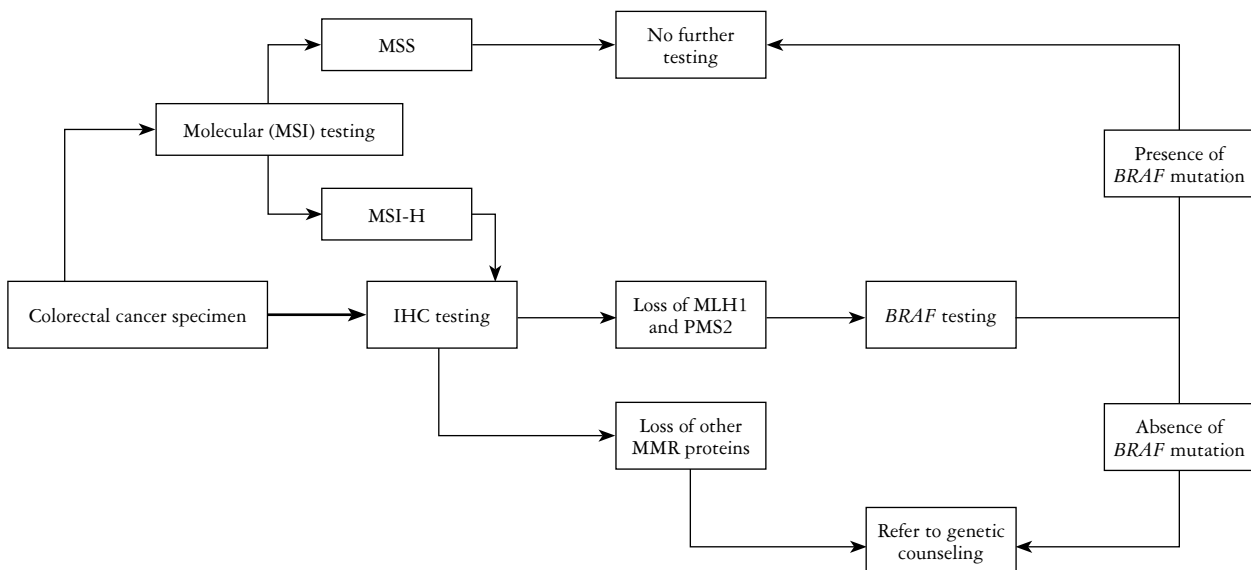 MSS
No further
testing
Molecular (MSI) testing
Presence of
BRAF mutation
MSI-H
Colorectal cancer specimen
IHC testing
Loss of MLH1
and PMS2
BRAF testing
Loss of other
MMR proteins
Absence of
BRAF mutation
Refer to genetic
counseling